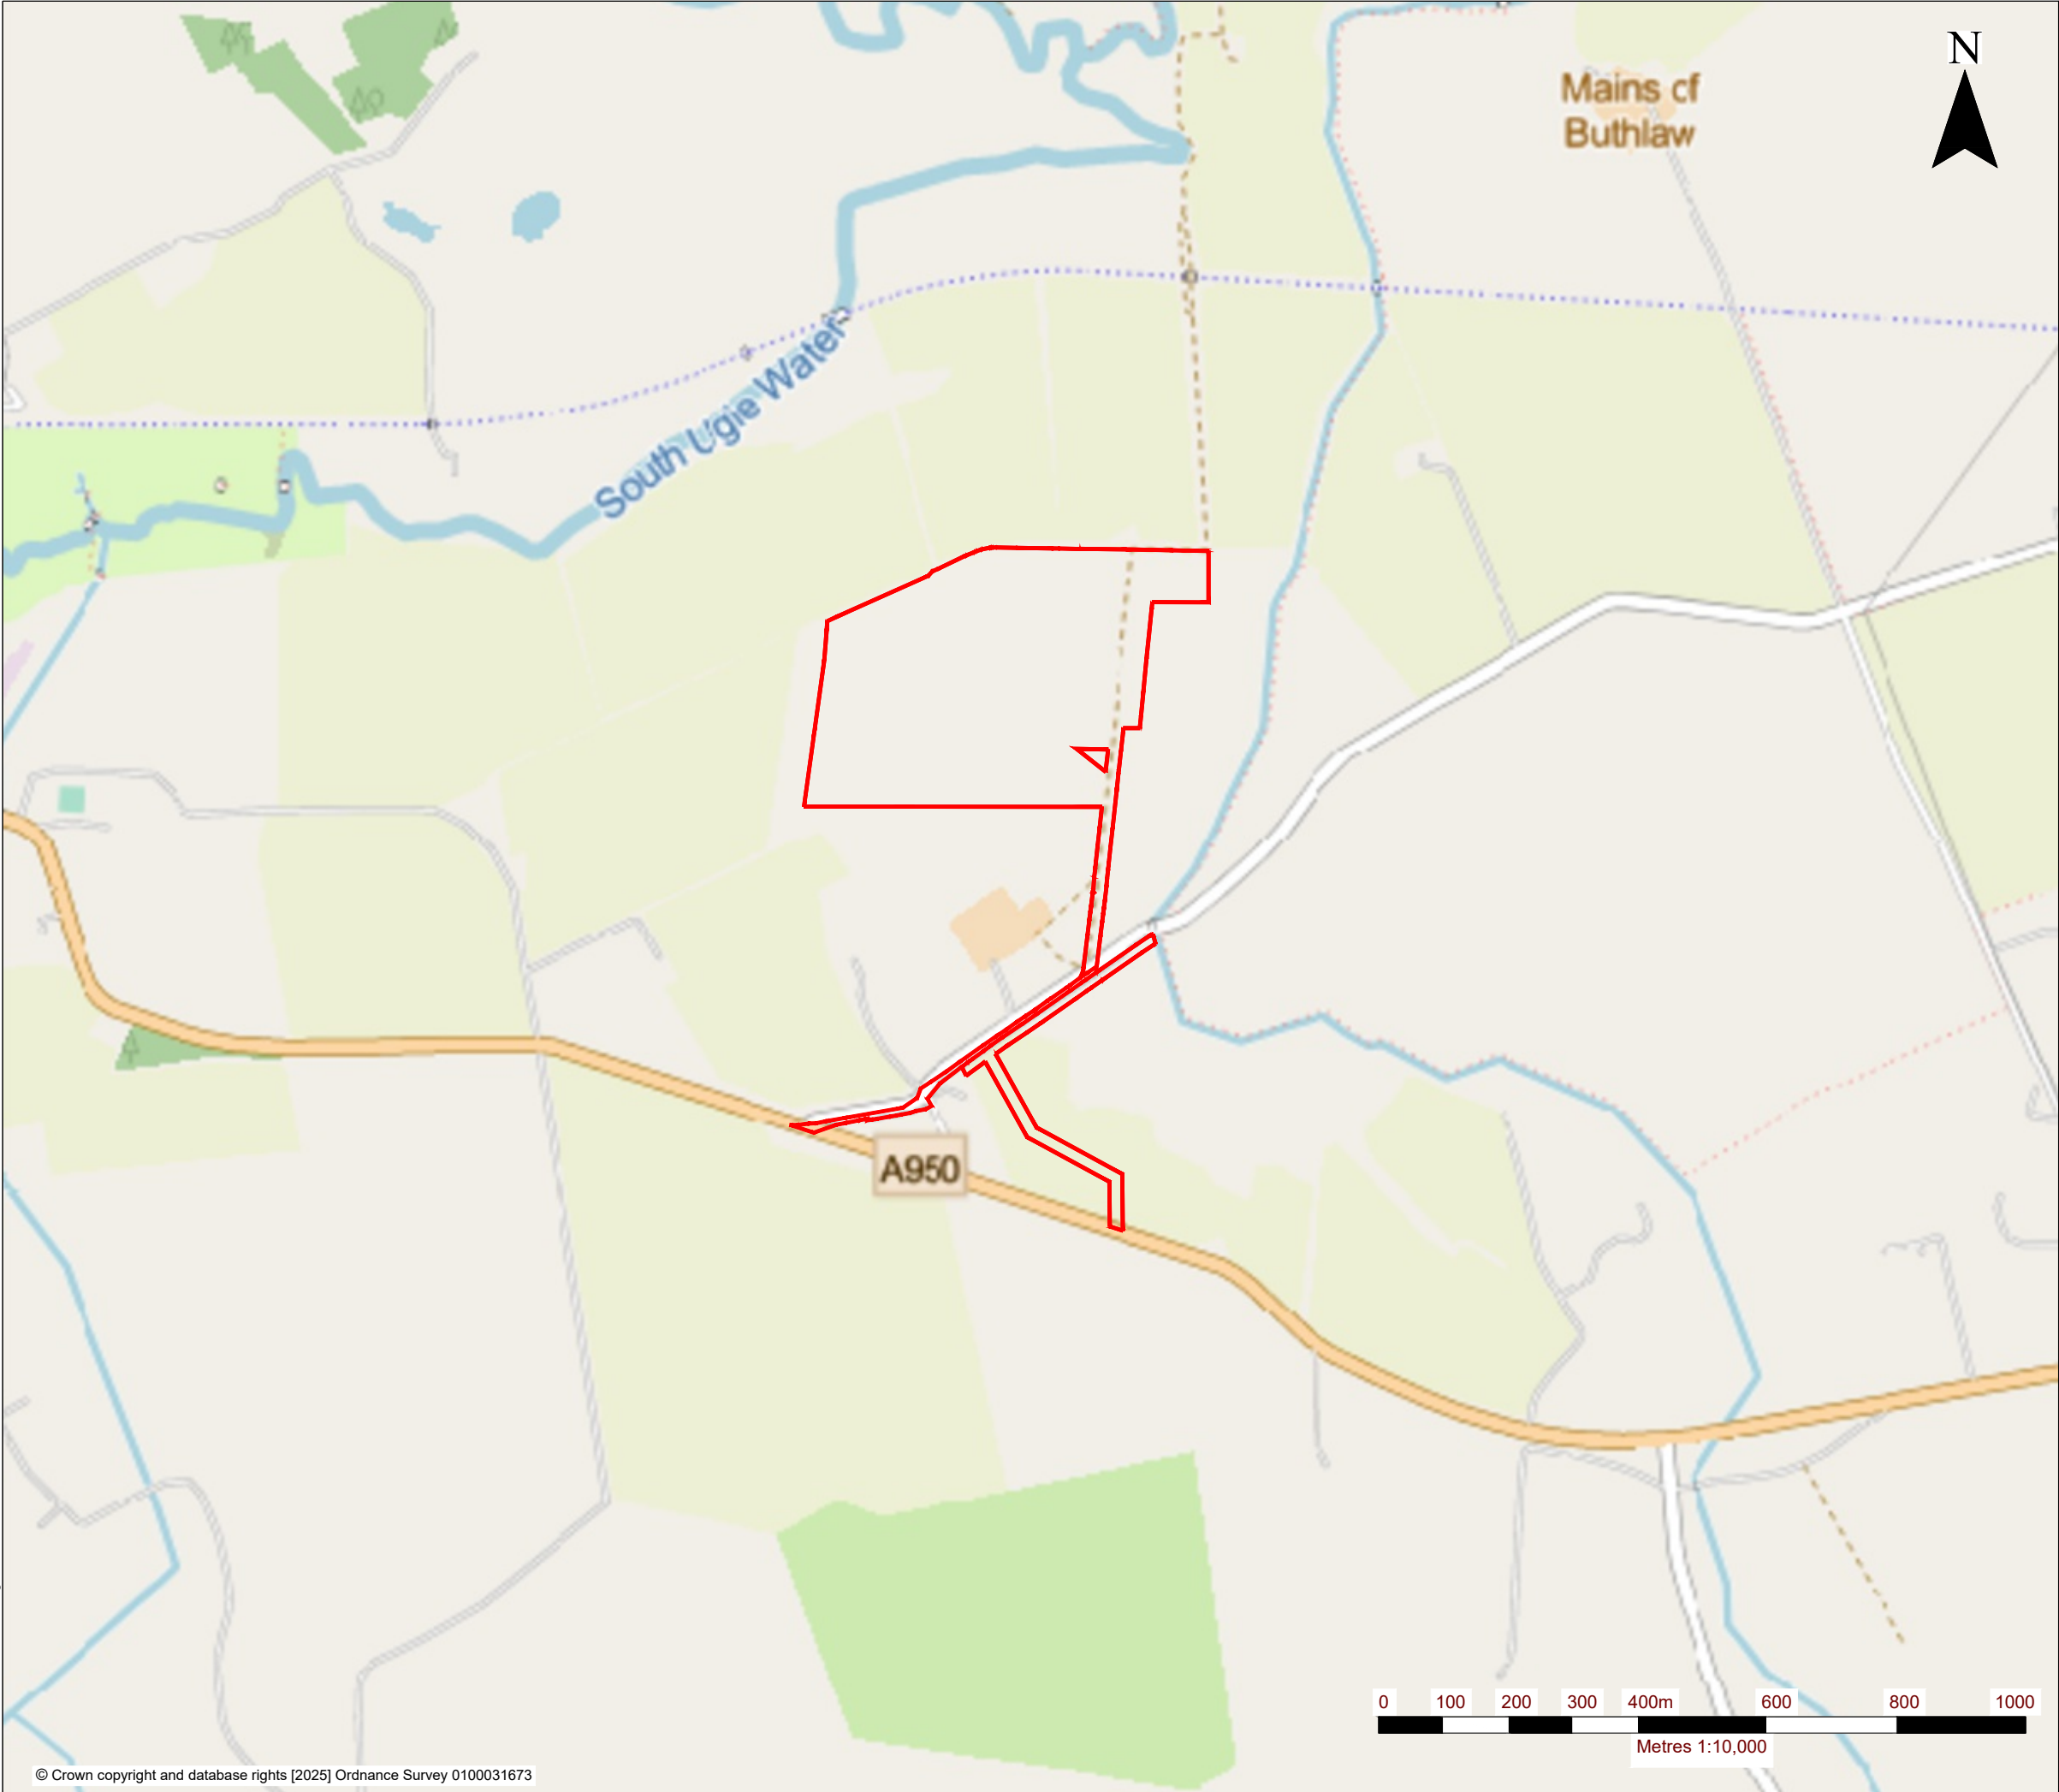 N
Mains of
Buthlaw
South Ugie Water
A950
0 100 200 300 400m 600 800 1000
Metres 1:10,000
© Crown copyright and database rights [2025] Ordnance Survey 0100031673